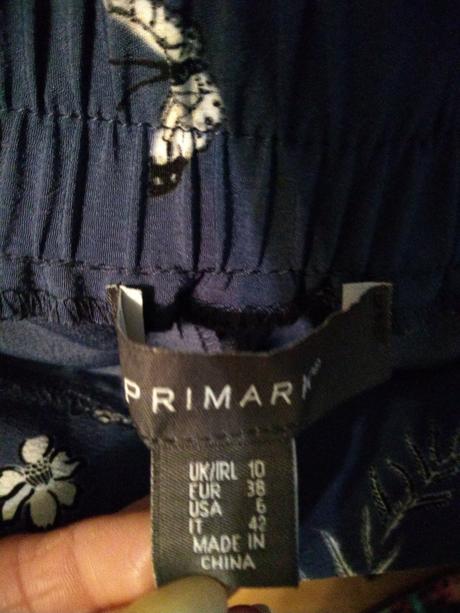 PRIMARK
UK/IRL 10
EUR 38
USA 6
IT 42
MADE IN
CHINA